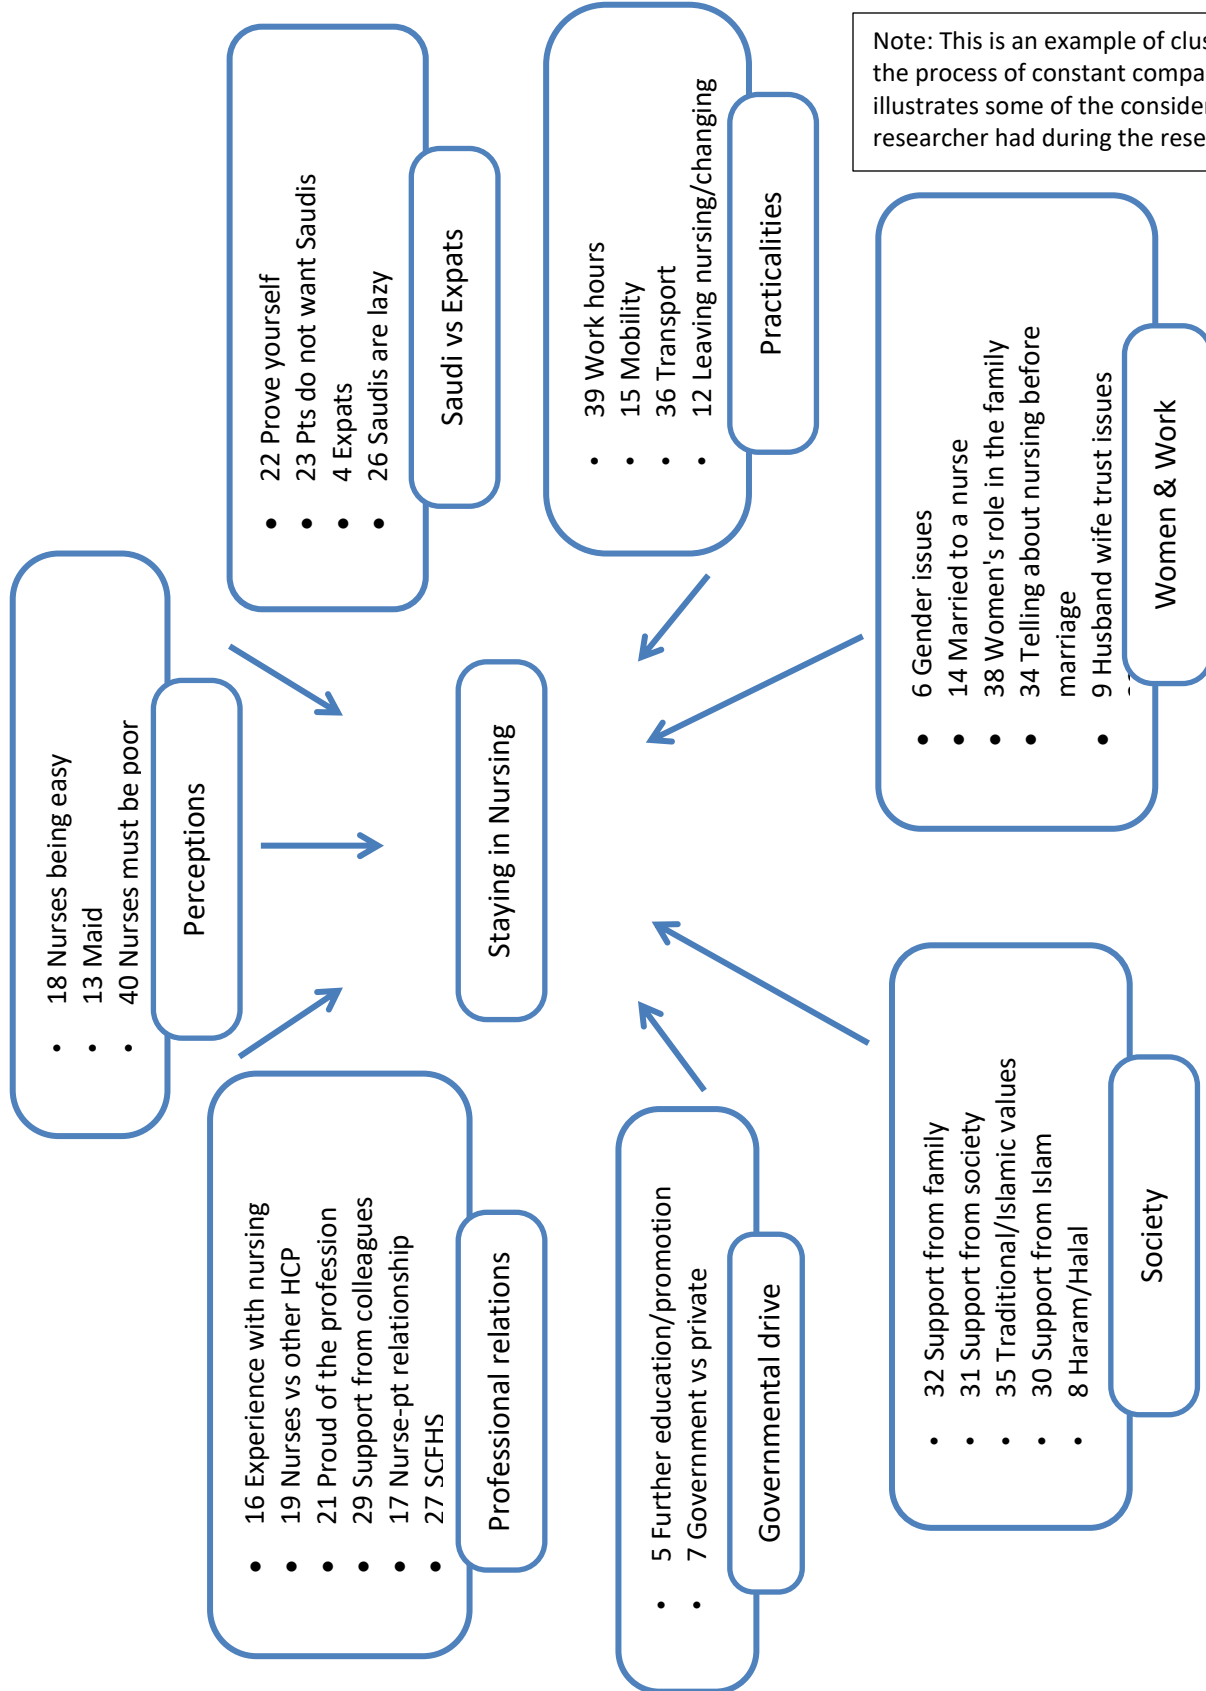 Note: This is an example of clus
the process of constant compa
illustrates some of the consider
researcher had during the rese
• 18 Nurses being easy
• 13 Maid
• 40 Nurses must be poor
Perceptions
• 16 Experience with nursing
• 19 Nurses vs other HCP
• 21 Proud of the profession
• 29 Support from colleagues
• 17 Nurse-pt relationship
• 27 SCFHS
Professional relations
• 22 Prove yourself
• 23 Pts do not want Saudis
• 4 Expats
• 26 Saudis are lazy
Saudi vs Expats
Staying in Nursing
• 5 Further education/promotion
• 7 Government vs private
Governmental drive
• 39 Work hours
• 15 Mobility
• 36 Transport
• 12 Leaving nursing/changing
Practicalities
• 32 Support from family
• 31 Support from society
• 35 Traditional/Islamic values
• 30 Support from Islam
• 8 Haram/Halal
Society
• 6 Gender issues
• 14 Married to a nurse
• 38 Women's role in the family
• 34 Telling about nursing before
marriage
• 9 Husband wife trust issues
Women & Work